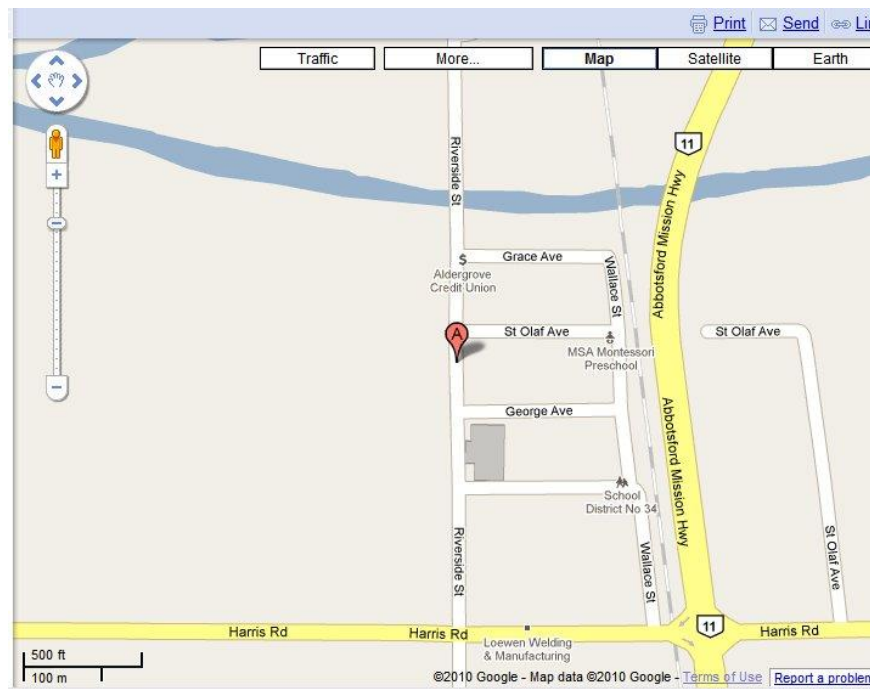 Print
Send
Traffic
More...
Map
Satellite
Earth
11
Riverside St
Abbotsford Mission Hwy
Grace Ave
$
Aldergrove
Credit Union
Wallace St
A
St Olaf Ave
St Olaf Ave
MSA Montessori
Preschool
George Ave
Abbotsford Mission Hwy
School
District No 34
Riverside St
Wallace St
St Olaf Ave
Harris Rd
Harris Rd
11
Harris Rd
Loewen Welding
& Manufacturing
500 ft
100 m
©2010 Google - Map data ©2010 Google - Terms of Use
Report a problem